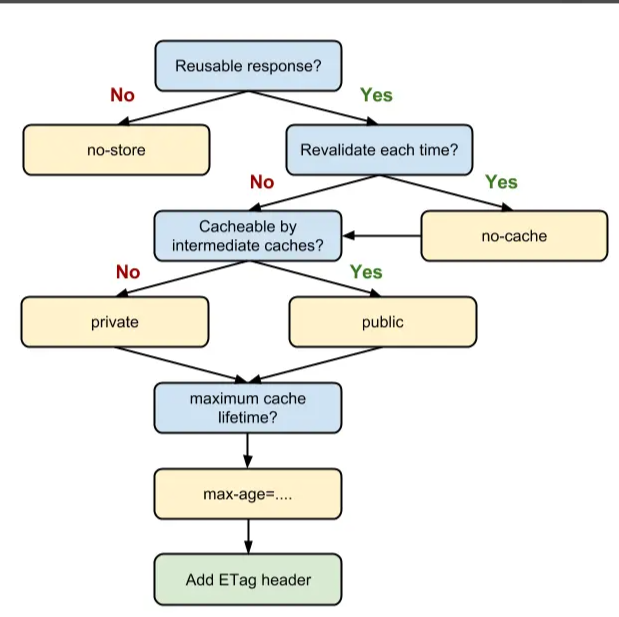 Reusable response?
No
Yes
no-store
Revalidate each time?
No
Yes
Cacheable by
intermediate caches?
no-cache
No
Yes
private
public
maximum cache
lifetime?
max-age=....
Add ETag header